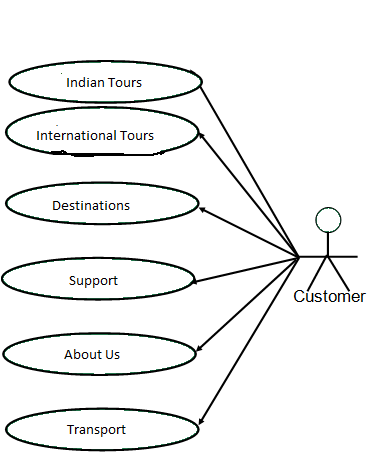 Indian Tours
International Tours
Destinations
Support
Customer
About Us
Transport